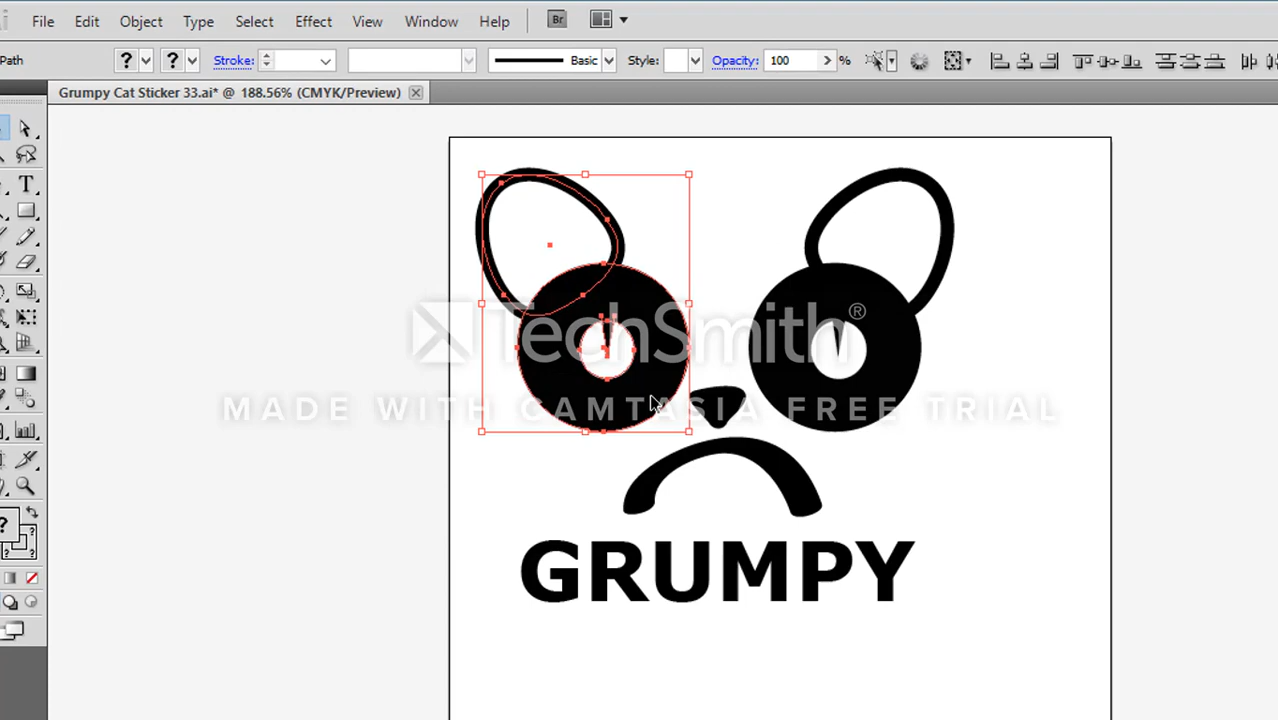 File Edit Object Type Select Effect View Window Help Br
Path ? ? Stroke: Basic Style: Opacity: 100 %
Grumpy Cat Sticker 33.ai* @ 188.56% (CMYK/Preview)
T
TechSmith®
MADE WITH CAMTASIA FREE TRIAL
GRUMPY
?
?
? ?